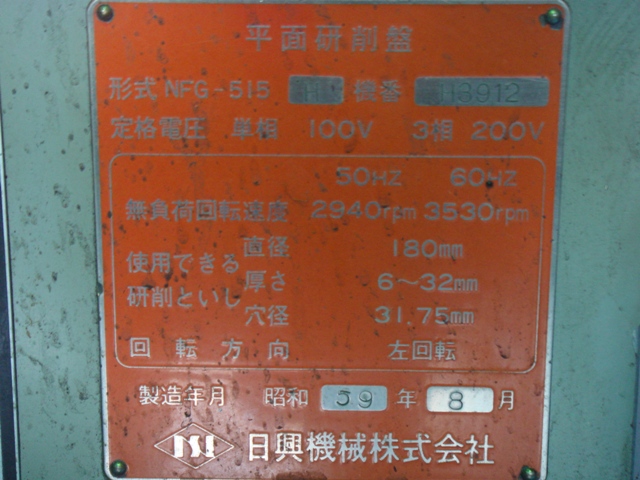 平面研削盤
形式 NFG-515 H 機番 H3912
定格電圧 単相 100V 3相 200V
50HZ 60HZ
無負荷回転速度 2940rpm 3530rpm
使用できる研削といし
直径 180mm
厚さ 6～32mm
穴径 31.75mm
回転方向 左回転
製造年月 昭和 59 年 8 月
日興機械株式会社